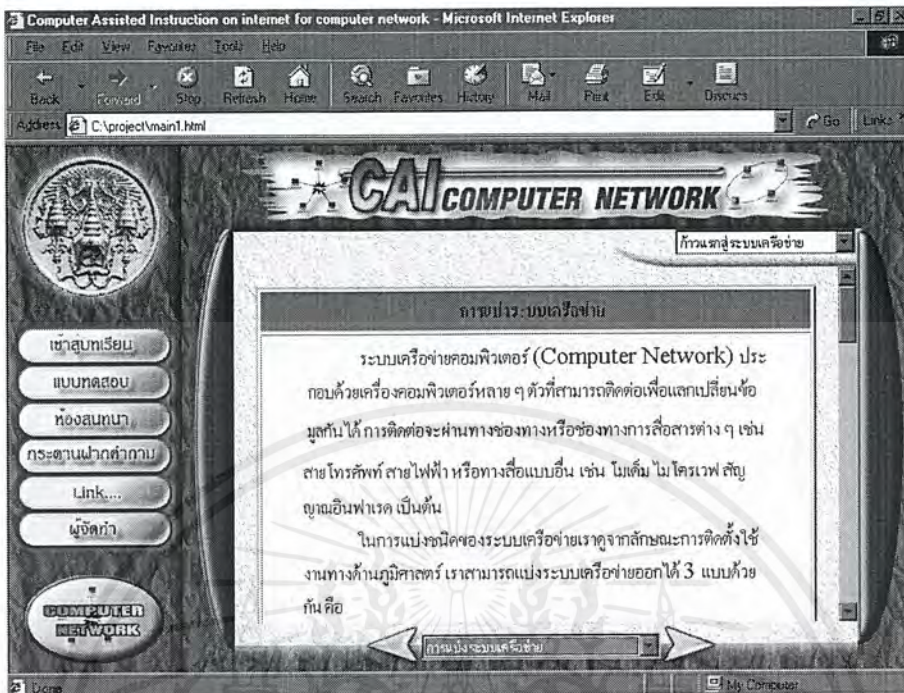 Computer Assisted Instruction on internet for computer network - Microsoft Internet Explorer
File Edit View Favorites Tools Help
Back Forward Stop Refresh Home Search Favorites History Mail Print Edit Discuss
Address C:\project\main1.html Go Links
CAI COMPUTER NETWORK
ก้าวแรกสู่ระบบเครือข่าย
การแบ่งระบบเครือข่าย
เข้าสู่บทเรียน
แบบทดสอบ
ห้องสนทนา
กระดานฝากคำถาม
Link....
ผู้จัดทำ
COMPUTER
NETWORK
ระบบเครือข่ายคอมพิวเตอร์ (Computer Network) ประ
กอบด้วยเครื่องคอมพิวเตอร์หลาย ๆ ตัวที่สามารถติดต่อเพื่อแลกเปลี่ยนข้อ
มูลกันได้ การติดต่อจะผ่านทางช่องทางหรือช่องทางการสื่อสารต่าง ๆ เช่น
สายโทรศัพท์ สายไฟฟ้า หรือทางสื่อแบบอื่น เช่น โมเด็ม ไมโครเวฟ สัญ
ญาณอินฟาเรด เป็นต้น
ในการแบ่งชนิดของระบบเครือข่ายเราดูจากลักษณะการติดตั้งใช้
งานทางด้านภูมิศาสตร์ เราสามารถแบ่งระบบเครือข่ายออกได้ 3 แบบด้วย
กัน คือ
การแบ่งระบบเครือข่าย
Done My Computer